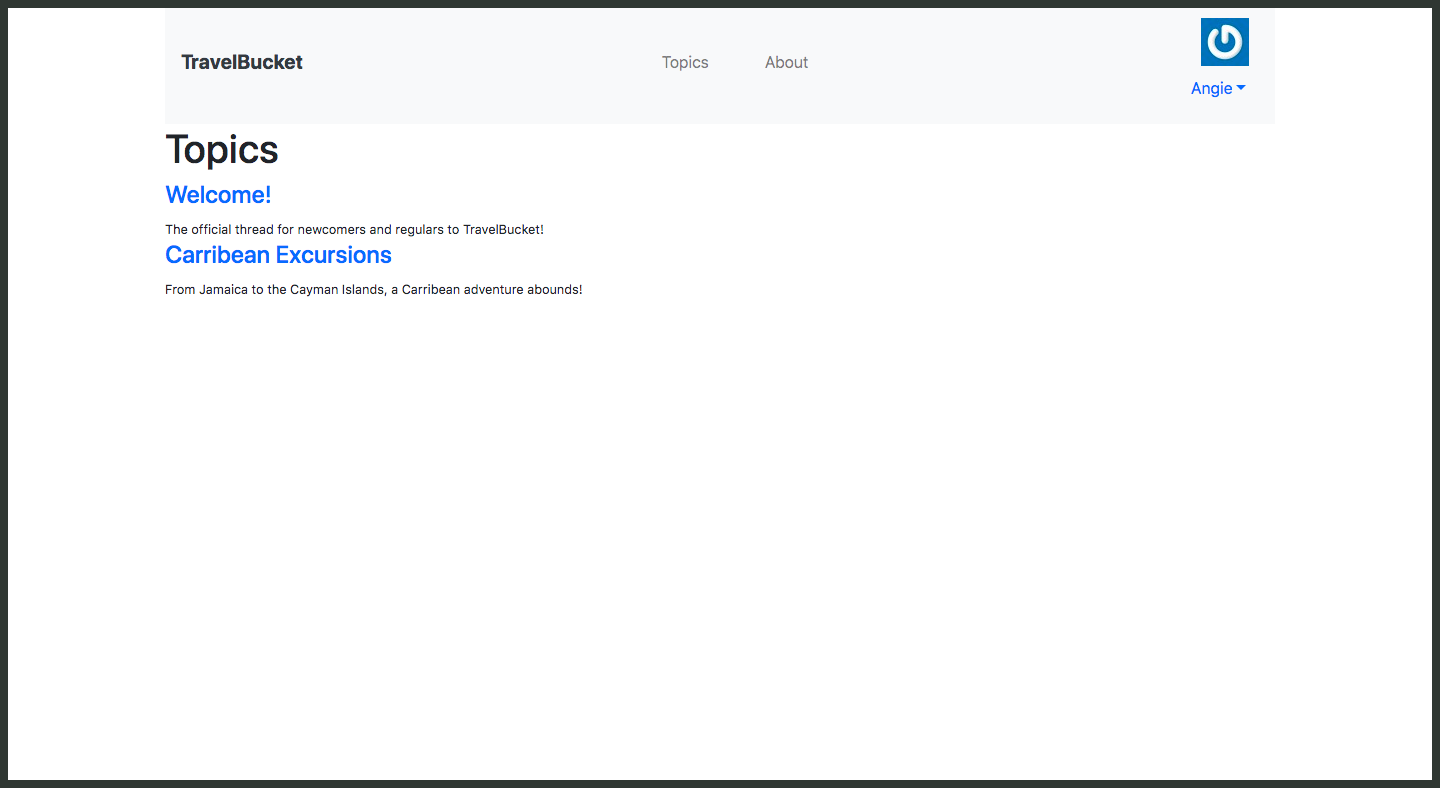 TravelBucket
Topics
About
Angie
Topics
Welcome!
The official thread for newcomers and regulars to TravelBucket!
Carribean Excursions
From Jamaica to the Cayman Islands, a Carribean adventure abounds!